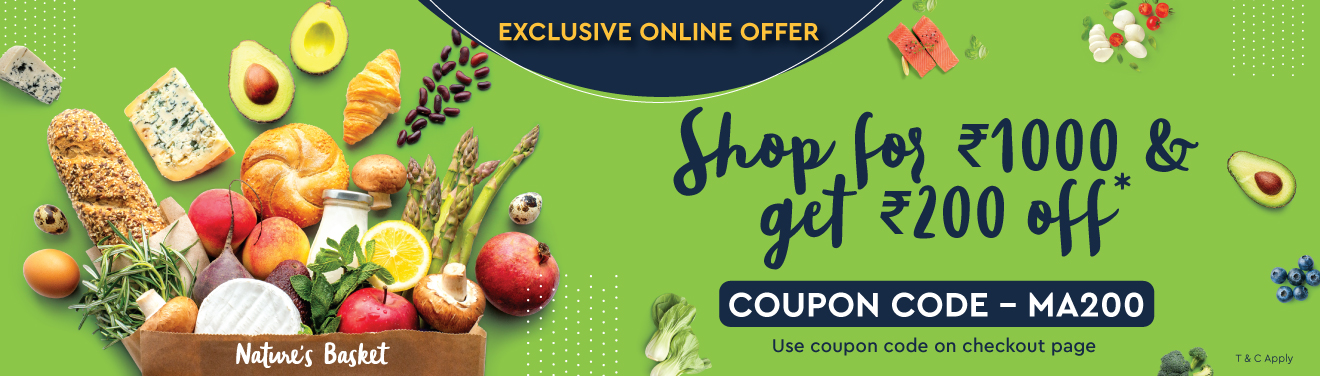 EXCLUSIVE ONLINE OFFER
Shop for ₹1000 &
get ₹200 off*
COUPON CODE – MA200
Use coupon code on checkout page
Nature's Basket
T & C Apply